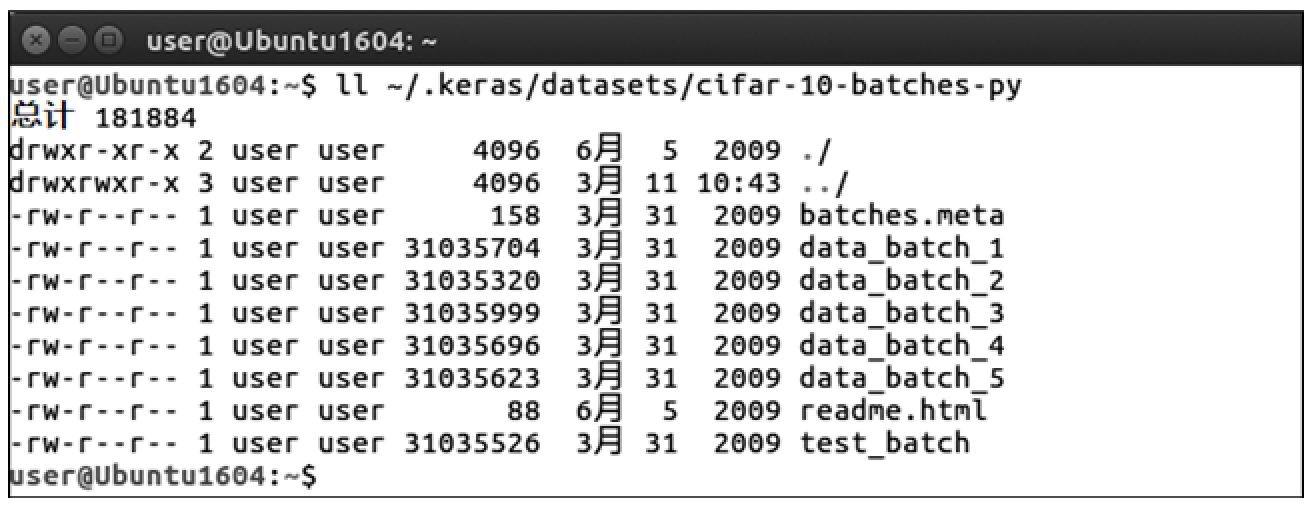 user@Ubuntu1604: ~
user@Ubuntu1604:~$ ll ~/.keras/datasets/cifar-10-batches-py
总计 181884
drwxr-xr-x 2 user user     4096  6月  5  2009 ./
drwxrwxr-x 3 user user     4096  3月 11 10:43 ../
-rw-r--r-- 1 user user      158  3月 31  2009 batches.meta
-rw-r--r-- 1 user user 31035704  3月 31  2009 data_batch_1
-rw-r--r-- 1 user user 31035320  3月 31  2009 data_batch_2
-rw-r--r-- 1 user user 31035999  3月 31  2009 data_batch_3
-rw-r--r-- 1 user user 31035696  3月 31  2009 data_batch_4
-rw-r--r-- 1 user user 31035623  3月 31  2009 data_batch_5
-rw-r--r-- 1 user user       88  6月  5  2009 readme.html
-rw-r--r-- 1 user user 31035526  3月 31  2009 test_batch
user@Ubuntu1604:~$